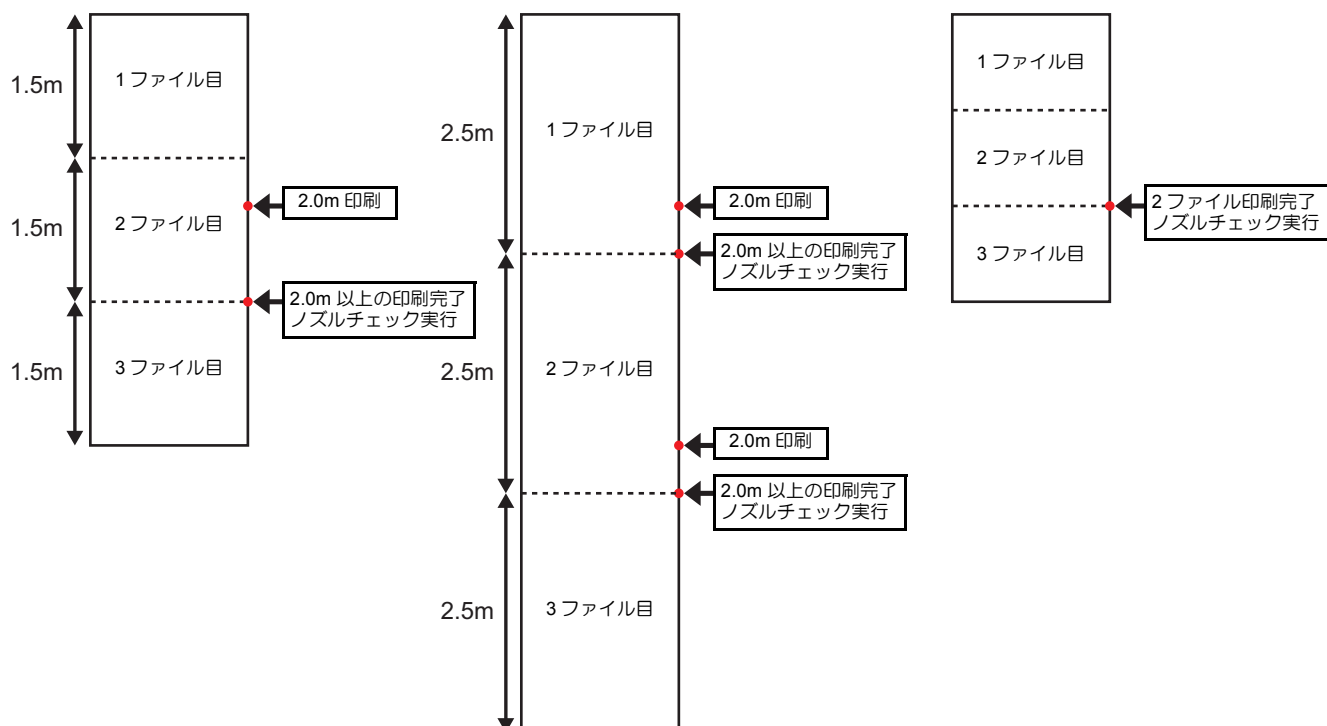 1.5m
1 ファイル目
1.5m
2 ファイル目
2.0m 印刷
2.0m 以上の印刷完了
ノズルチェック実行
1.5m
3 ファイル目
2.5m
1 ファイル目
2.0m 印刷
2.0m 以上の印刷完了
ノズルチェック実行
2.5m
2 ファイル目
2.0m 印刷
2.0m 以上の印刷完了
ノズルチェック実行
2.5m
3 ファイル目
1 ファイル目
2 ファイル目
2 ファイル印刷完了
ノズルチェック実行
3 ファイル目